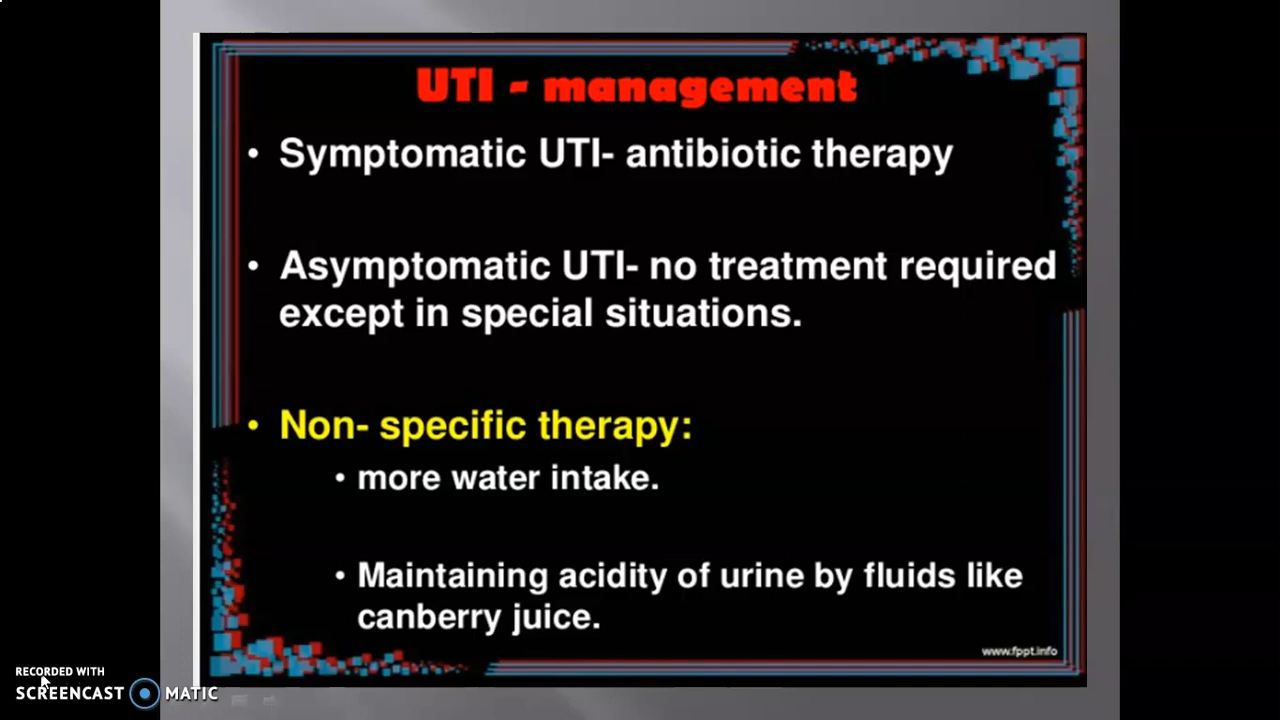 UTI - management
• Symptomatic UTI- antibiotic therapy
• Asymptomatic UTI- no treatment required
except in special situations.
• Non- specific therapy:
• more water intake.
• Maintaining acidity of urine by fluids like
canberry juice.
www.fppt.info
RECORDED WITH
SCREENCAST MATIC